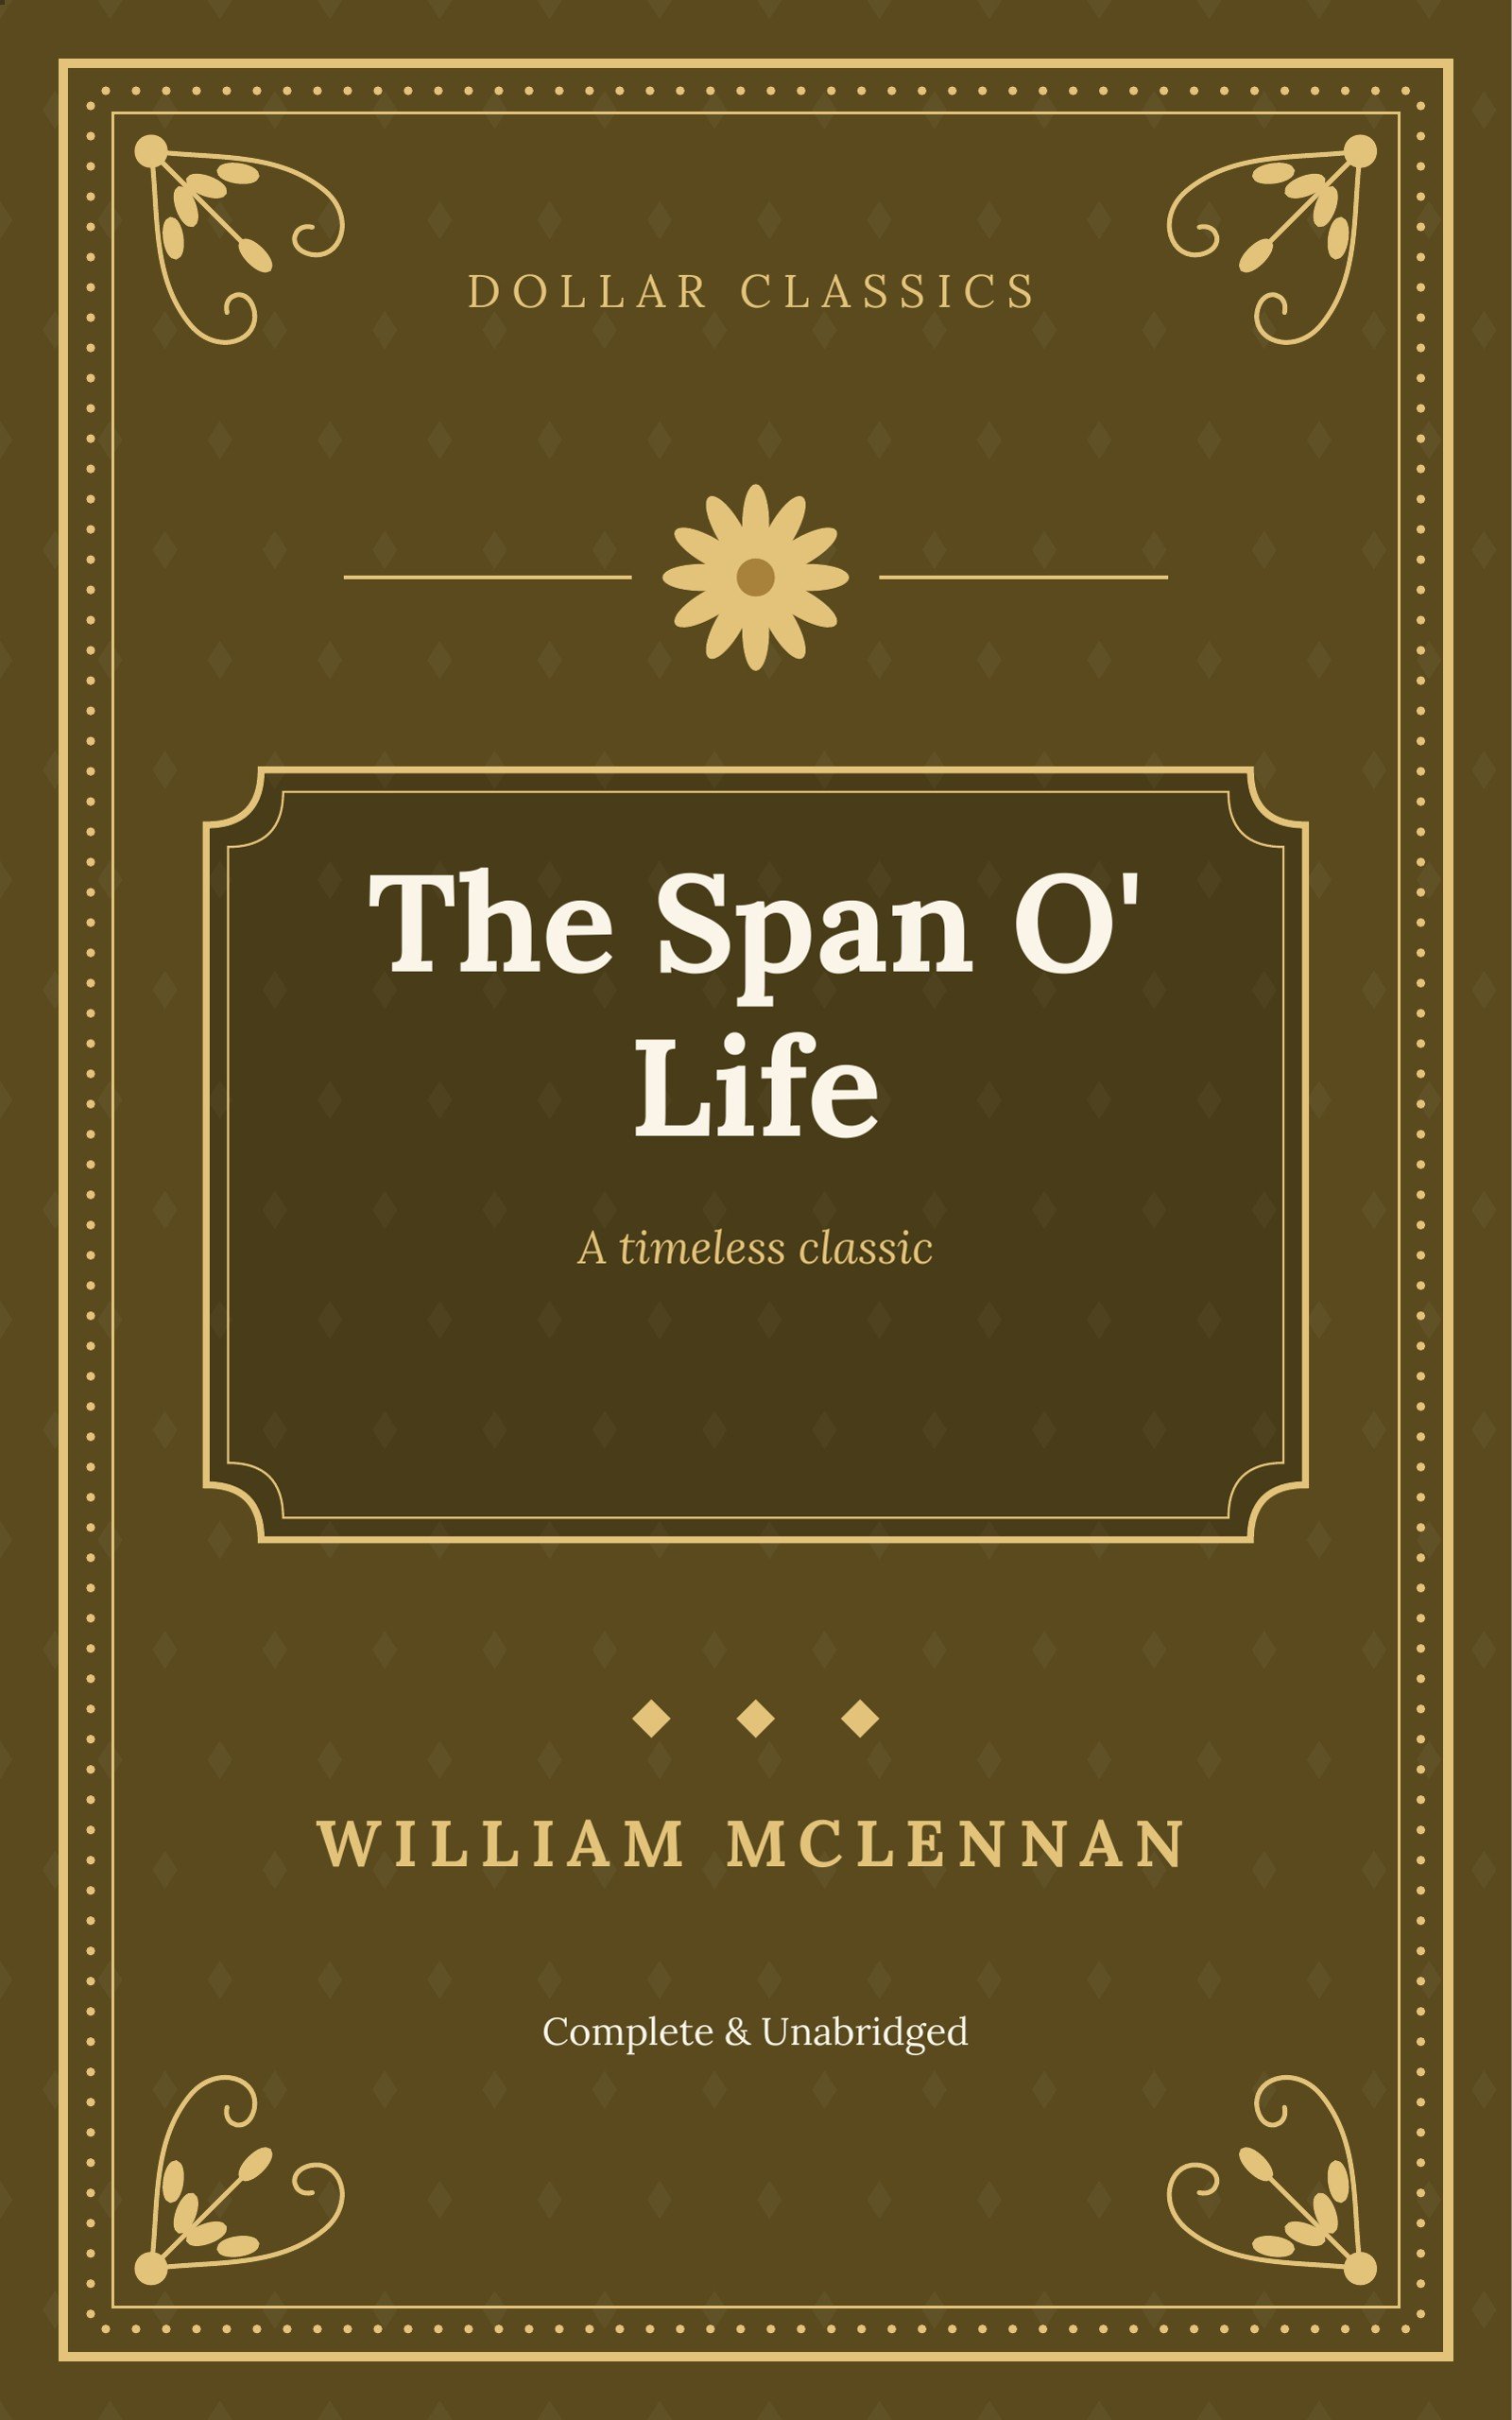 DOLLAR CLASSICS
The Span O'
Life
A timeless classic
WILLIAM MCLENNAN
Complete & Unabridged